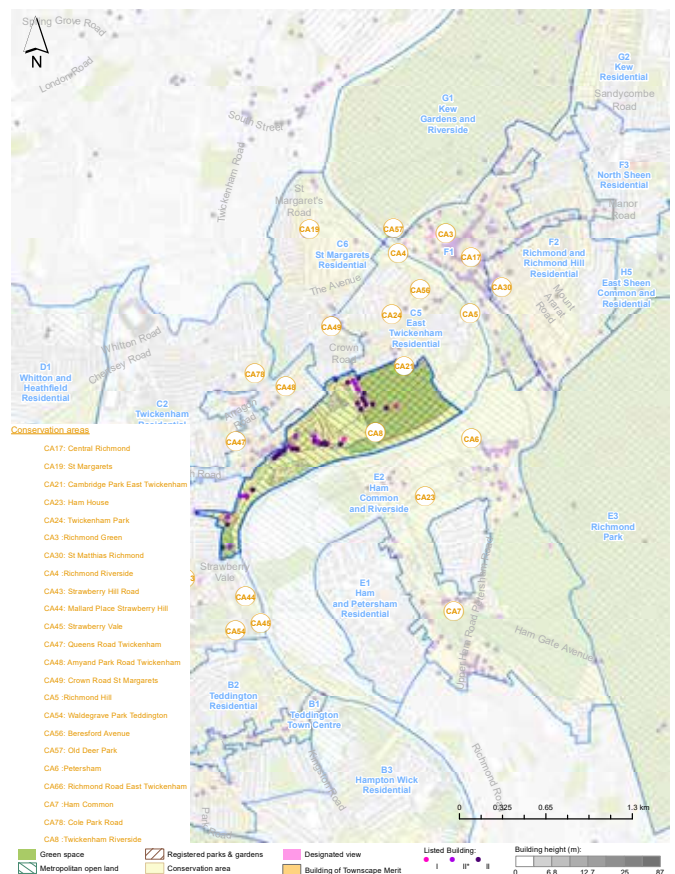 Spring Grove Road
N
London Road
South Street
Twickenham Road
G2
Kew
Residential
Sandycombe
Road
G1
Kew
Gardens and
Riverside
F3
North Sheen
Residential
Manor
Road
St
Margaret's
Road
CA19
CA57
CA3
F1
CA4
CA17
C6
St Margarets
Residential
F2
Richmond and
Richmond Hill
Residential
H5
East Sheen
Common and
Residential
The Avenue
CA56
CA30
Mount
Ararat
Road
CA24
CA5
C5
East
Twickenham
Residential
CA49
Crown
Road
Whitton Road
Chertsey Road
D1
Whitton and
Heathfield
Residential
CA21
CA78
CA48
C2
Twickenham
Residential
CA8
CA47
CA6
E2
Ham
Common
and Riverside
CA23
E3
Richmond
Park
Strawberry
Vale
E1
Ham
and Petersham
Residential
CA44
CA45
CA54
CA7
Ham Gate Avenue
B2
Teddington
Residential
B1
Teddington
Town Centre
B3
Hampton Wick
Residential
Kingston Road
Conservation areas
CA17: Central Richmond
CA19: St Margarets
CA21: Cambridge Park East Twickenham
CA23: Ham House
CA24: Twickenham Park
CA3 :Richmond Green
CA30: St Matthias Richmond
CA4 :Richmond Riverside
CA43: Strawberry Hill Road
CA44: Mallard Place Strawberry Hill
CA45: Strawberry Vale
CA47: Queens Road Twickenham
CA48: Amyand Park Road Twickenham
CA49: Crown Road St Margarets
CA5 :Richmond Hill
CA54: Waldegrave Park Teddington
CA56: Beresford Avenue
CA57: Old Deer Park
CA6 :Petersham
CA66: Richmond Road East Twickenham
CA7 :Ham Common
CA78: Cole Park Road
CA8 :Twickenham Riverside
0 0.325 0.65 1.3 km
Green space
Metropolitan open land
Registered parks & gardens
Conservation area
Designated view
Building of Townscape Merit
Listed Building:
I II* II
Building height (m):
0 6.8 12.7 25 87